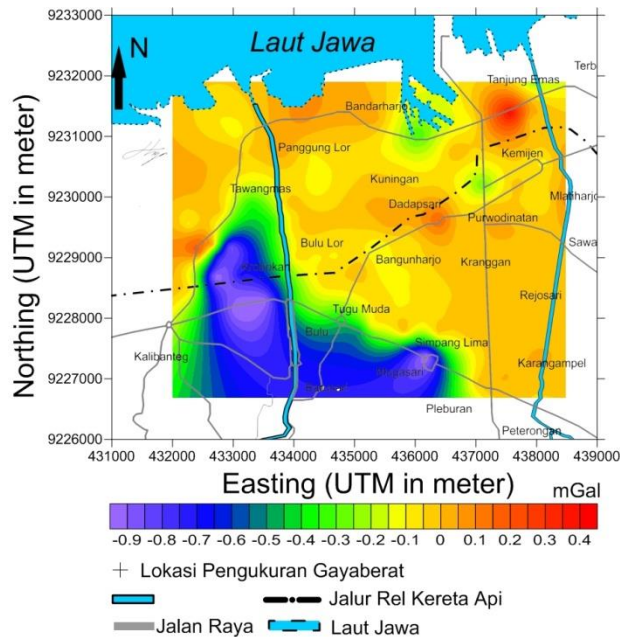 9233000
N
Laut Jawa
Terb
9232000
Tanjung Emas
Bandarharjo
9231000
Panggung Lor
Kemijen
Kuningan
9230000
Tawangmas
Mlatiharjo
Dadapsari
Purwodinatan
Bulu Lor
Sawa
9229000
Bangunharjo
Kranggan
Rejosari
Tugu Muda
9228000
Bulu
Simpang Lima
Kalibanteg
Karangampel
9227000
Pleburan
Peterongan
9226000
Northing (UTM in meter)
431000 432000 433000 434000 435000 436000 437000 438000 439000
Easting (UTM in meter)
mGal
-0.9 -0.8 -0.7 -0.6 -0.5 -0.4 -0.3 -0.2 -0.1 0 0.1 0.2 0.3 0.4
+ Lokasi Pengukuran Gayaberat
Jalur Rel Kereta Api
Jalan Raya
Laut Jawa